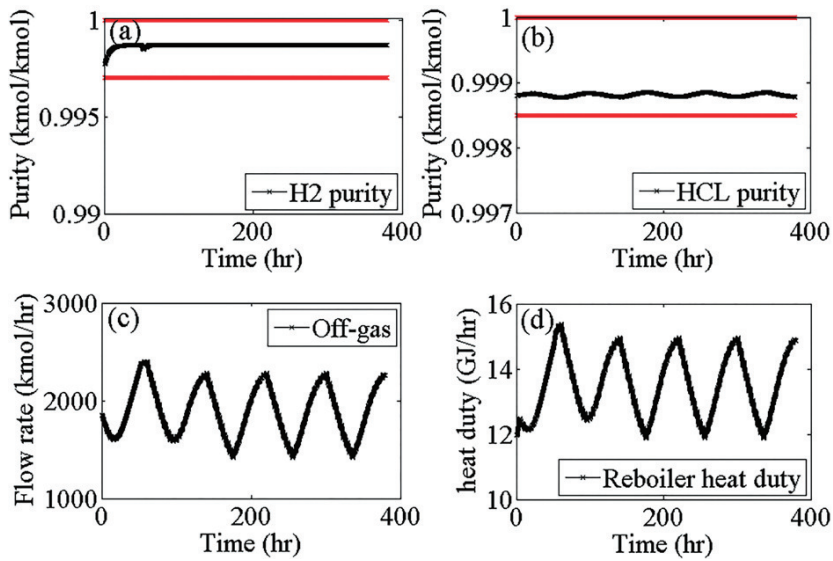 (a)
Purity (kmol/kmol)
1
0.995
0.99
H2 purity
0
200
400
Time (hr)
(b)
Purity (kmol/kmol)
1
0.999
0.998
0.997
HCL purity
0
200
400
Time (hr)
(c)
Flow rate (kmol/hr)
3000
2000
1000
Off-gas
0
200
400
Time (hr)
(d)
heat duty (GJ/hr)
16
14
12
10
Reboiler heat duty
0
200
400
Time (hr)